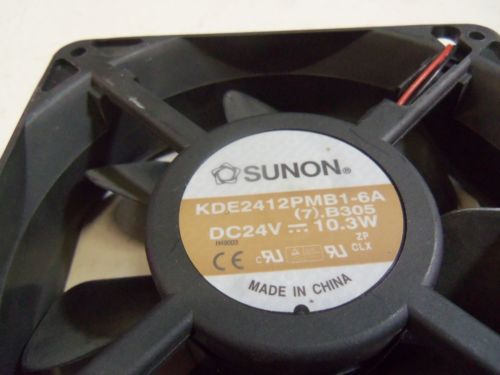 SUNON®
KDE2412PMB1-6A
(7).B305
DC24V ⎓ 10.3W
ZP
CLX
MADE IN CHINA